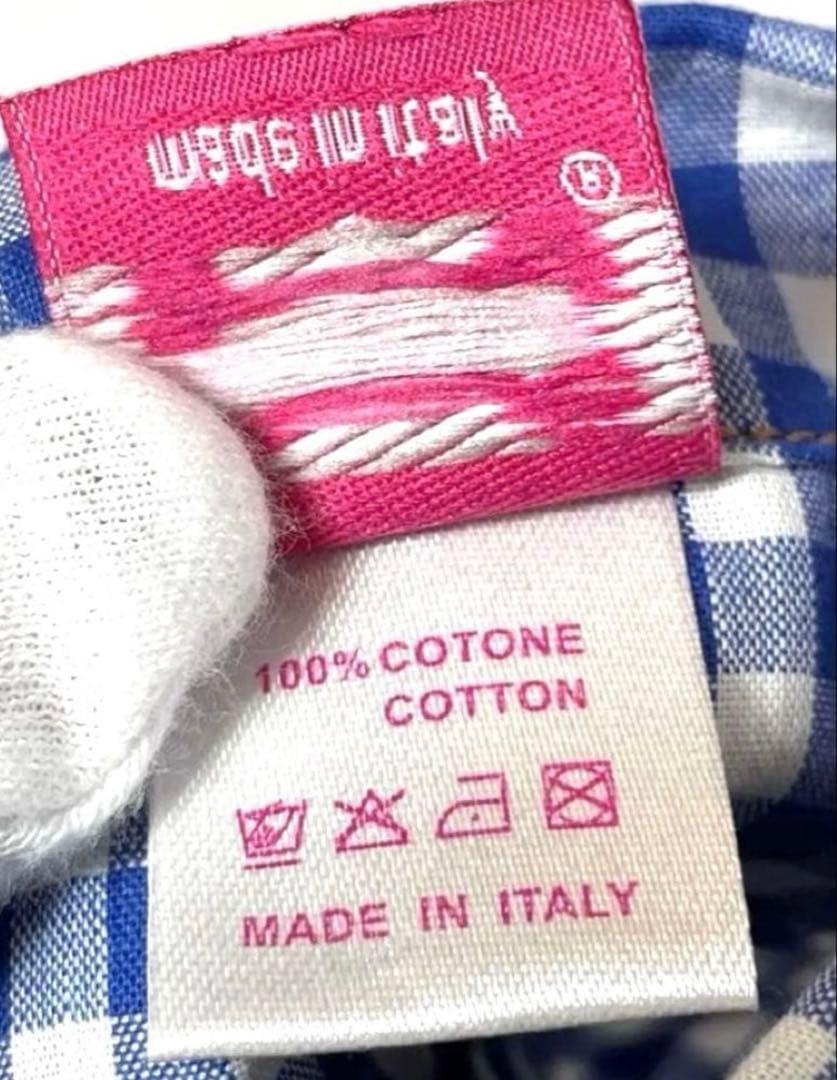 made in italy
®
100% COTONE
COTTON
MADE IN ITALY